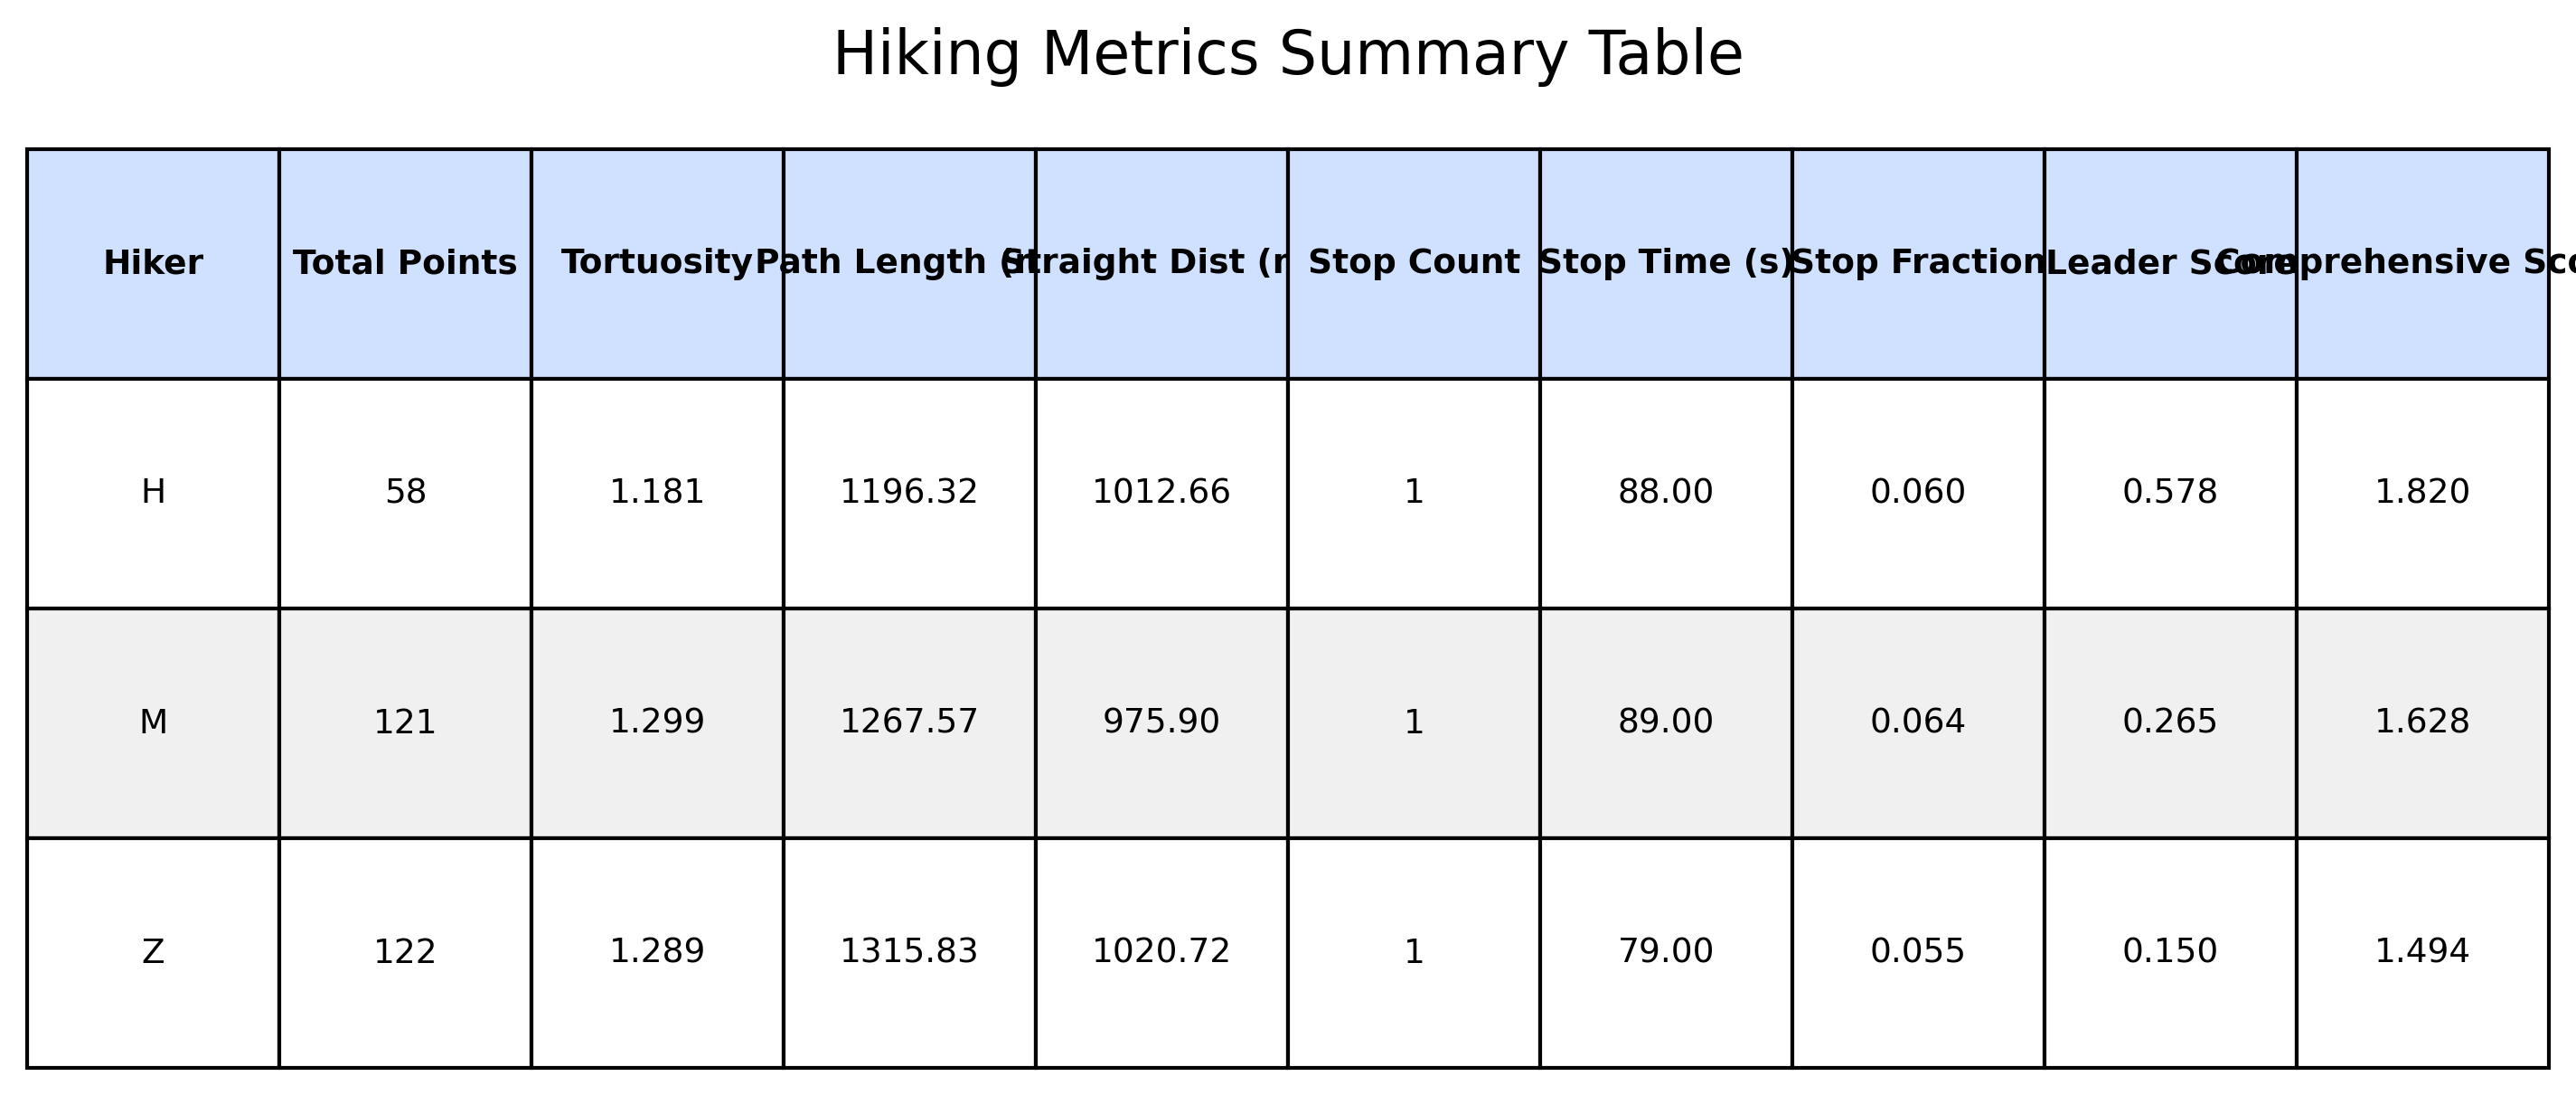 Hiking Metrics Summary Table
Hiker Total Points Tortuosity Path Length ( Straight Dist ( Stop Count Stop Time (s) Stop Fraction Leader Score Comprehensive
H 58 1.181 1196.32 1012.66 1 88.00 0.060 0.578 1.820
M 121 1.299 1267.57 975.90 1 89.00 0.064 0.265 1.628
Z 122 1.289 1315.83 1020.72 1 79.00 0.055 0.150 1.494